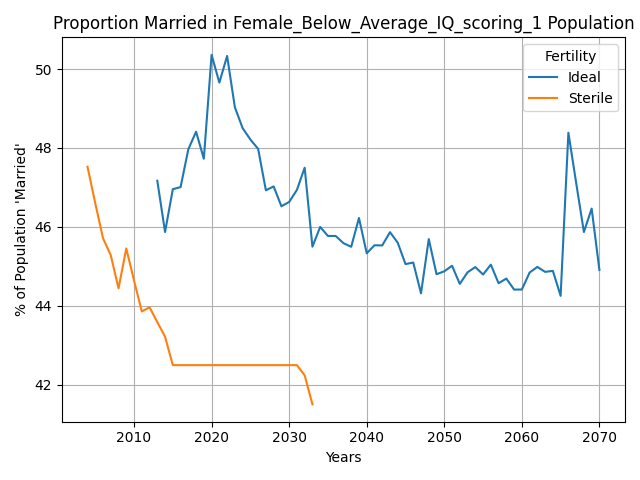 Proportion Married in Female_Below_Average_IQ_scoring_1 Population
Fertility
Ideal
Sterile
% of Population 'Married'
50
48
46
44
42
2010 2020 2030 2040 2050 2060 2070
Years